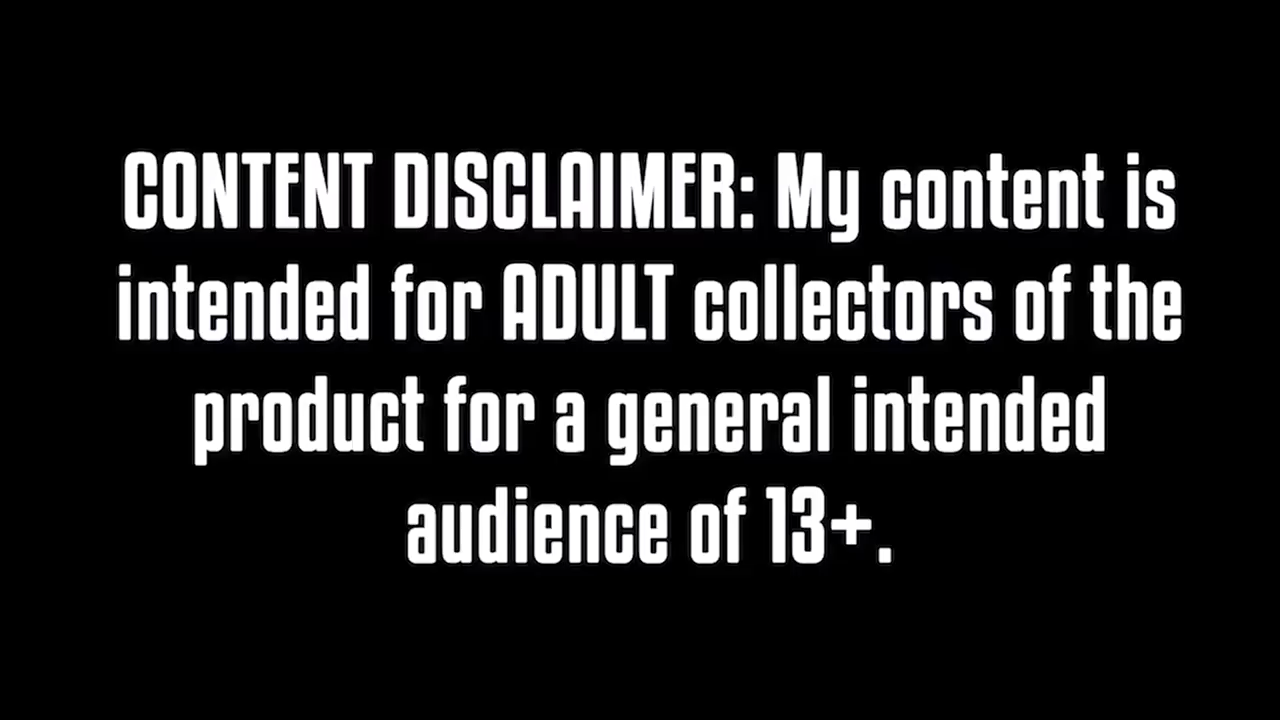 CONTENT DISCLAIMER: My content is
intended for ADULT collectors of the
product for a general intended
audience of 13+.